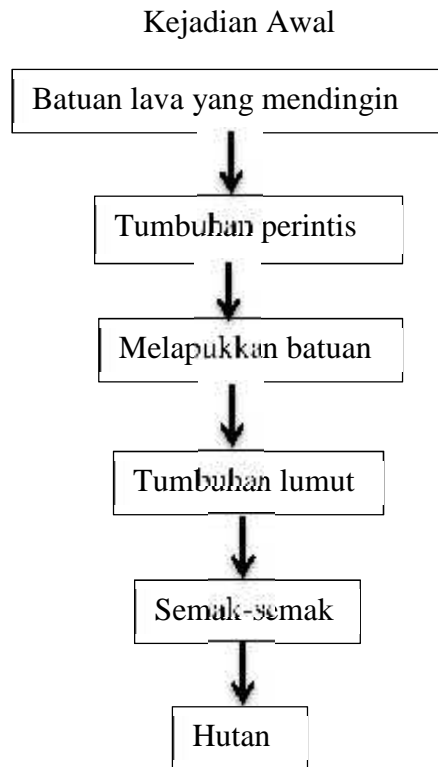 Kejadian Awal
Batuan lava yang mendingin
Tumbuhan perintis
Melapukkan batuan
Tumbuhan lumut
Semak-semak
Hutan